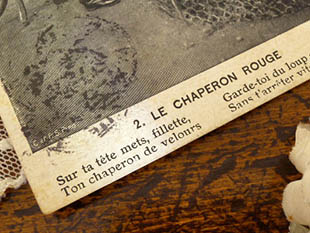 2. LE CHAPERON ROUGE
Sur ta tête mets, fillette,
Ton chaperon de velours
Garde-toi du loup
Sans t'arrêter